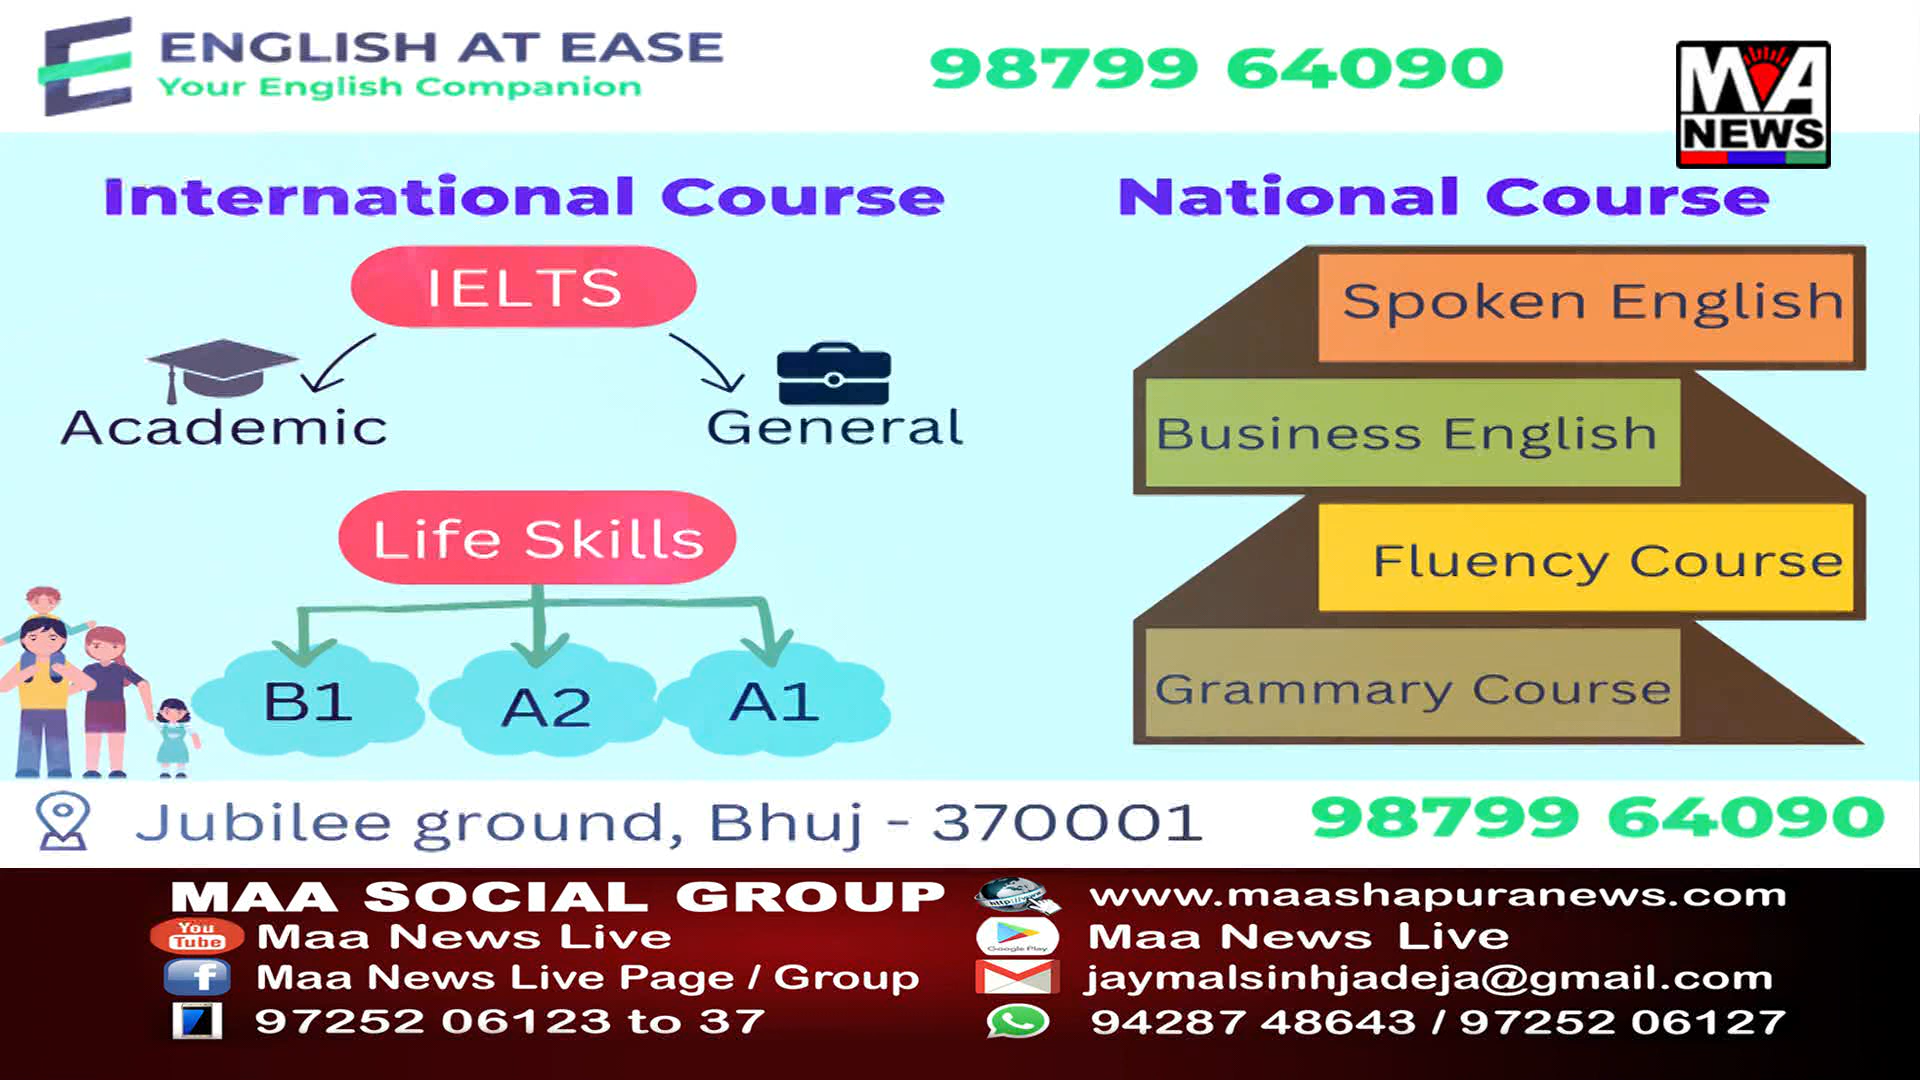 ENGLISH AT EASE
Your English Companion
98799 64090
MAA NEWS
International Course
IELTS
Academic
General
Life Skills
B1
A2
A1
National Course
Spoken English
Business English
Fluency Course
Grammary Course
Jubilee ground, Bhuj - 370001
98799 64090
MAA SOCIAL GROUP
You Tube
Maa News Live
Maa News Live Page / Group
97252 06123 to 37
www.maashapuranews.com
Google Play
Maa News Live
jaymalsinhjadeja@gmail.com
94287 48643 / 97252 06127